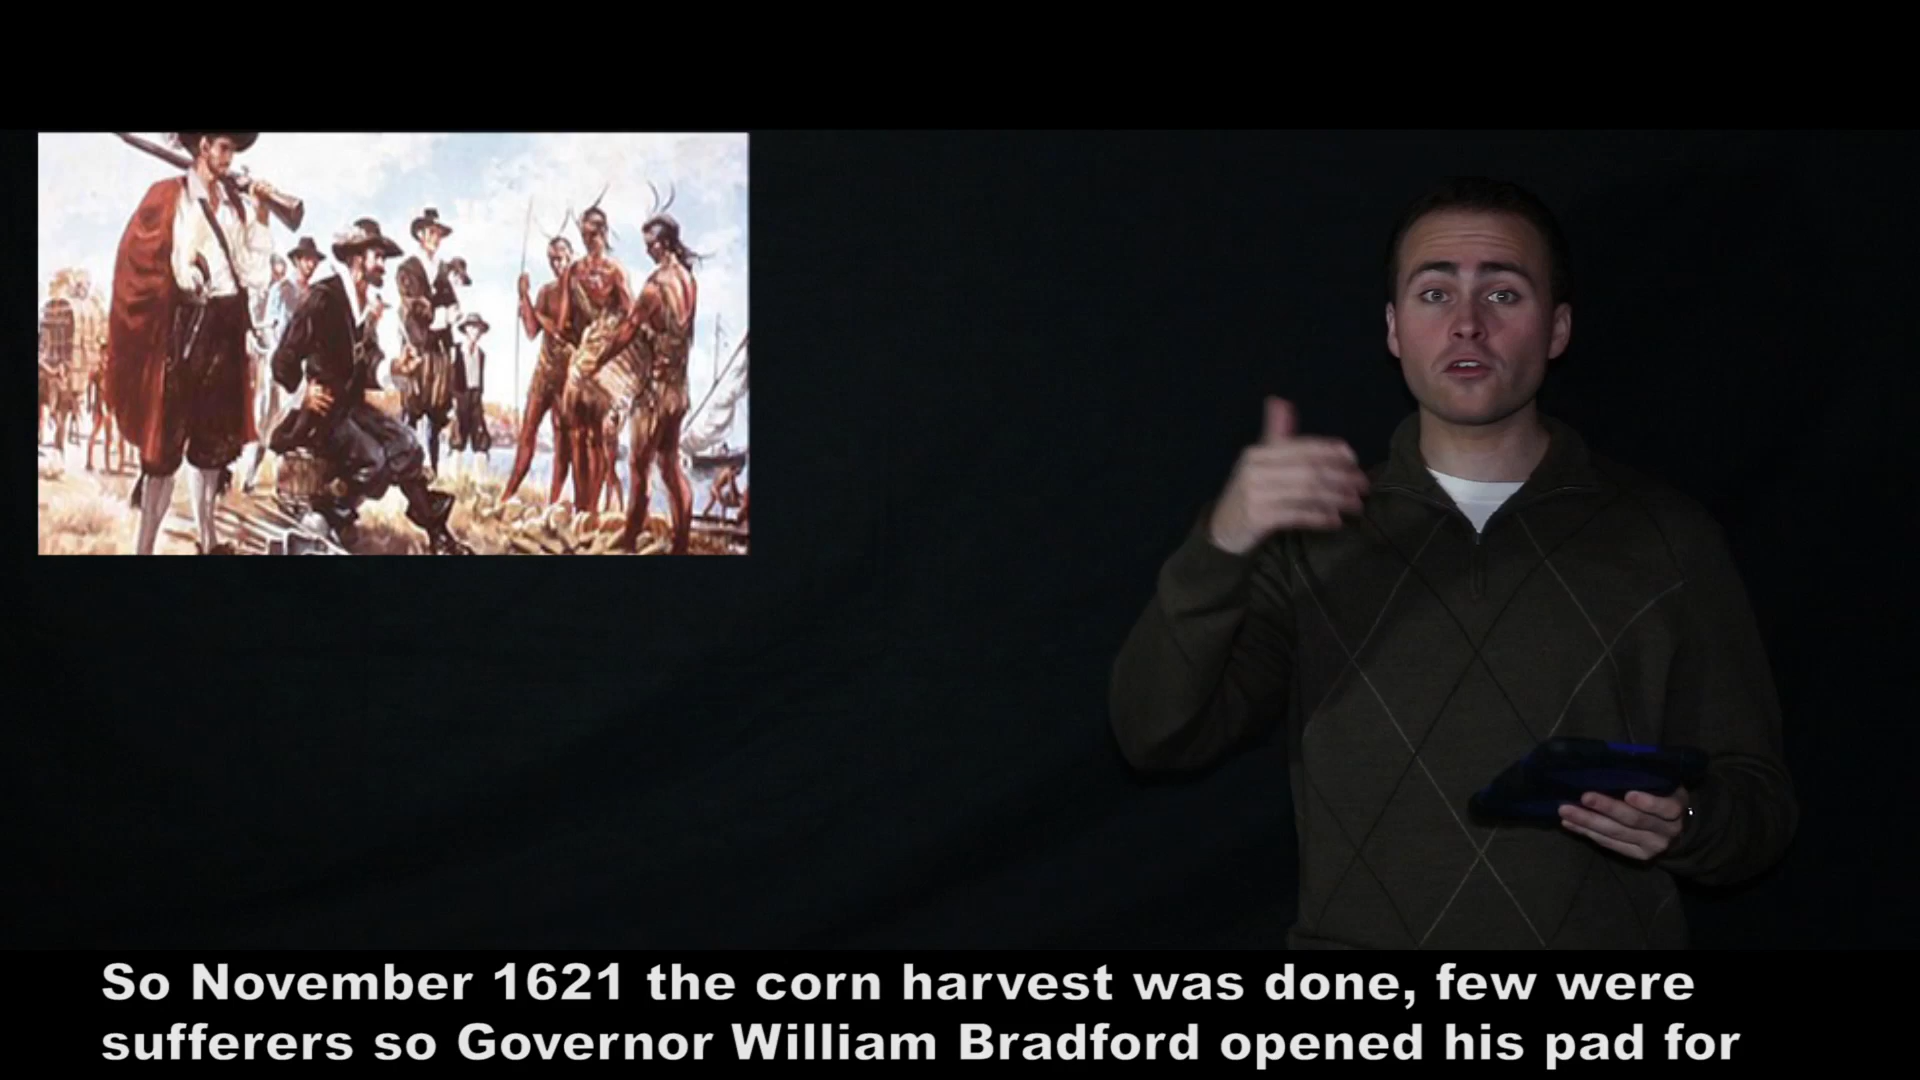 So November 1621 the corn harvest was done, few were
sufferers so Governor William Bradford opened his pad for